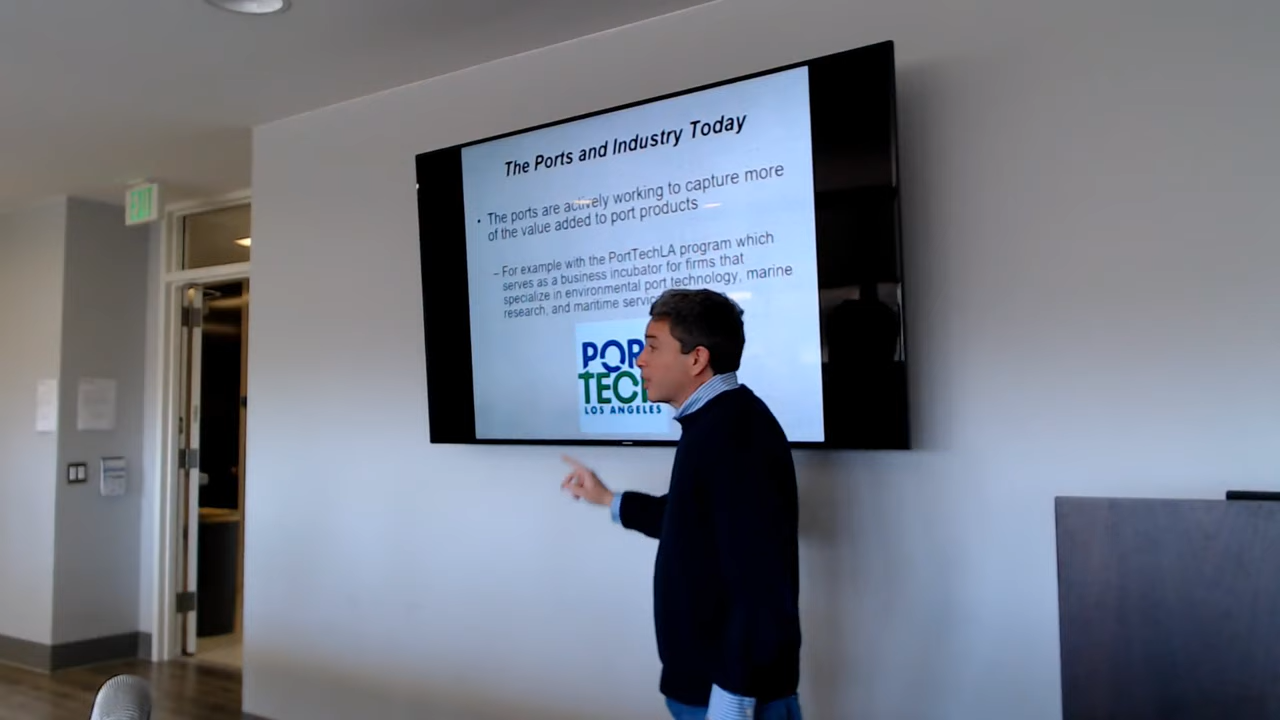 EXIT
The Ports and Industry Today
• The ports are actively working to capture more
of the value added to port products
– For example with the PortTechLA program which
serves as a business incubator for firms that
specialize in environmental port technology, marine
research, and maritime servic
POR
TEC
LOS ANGELES